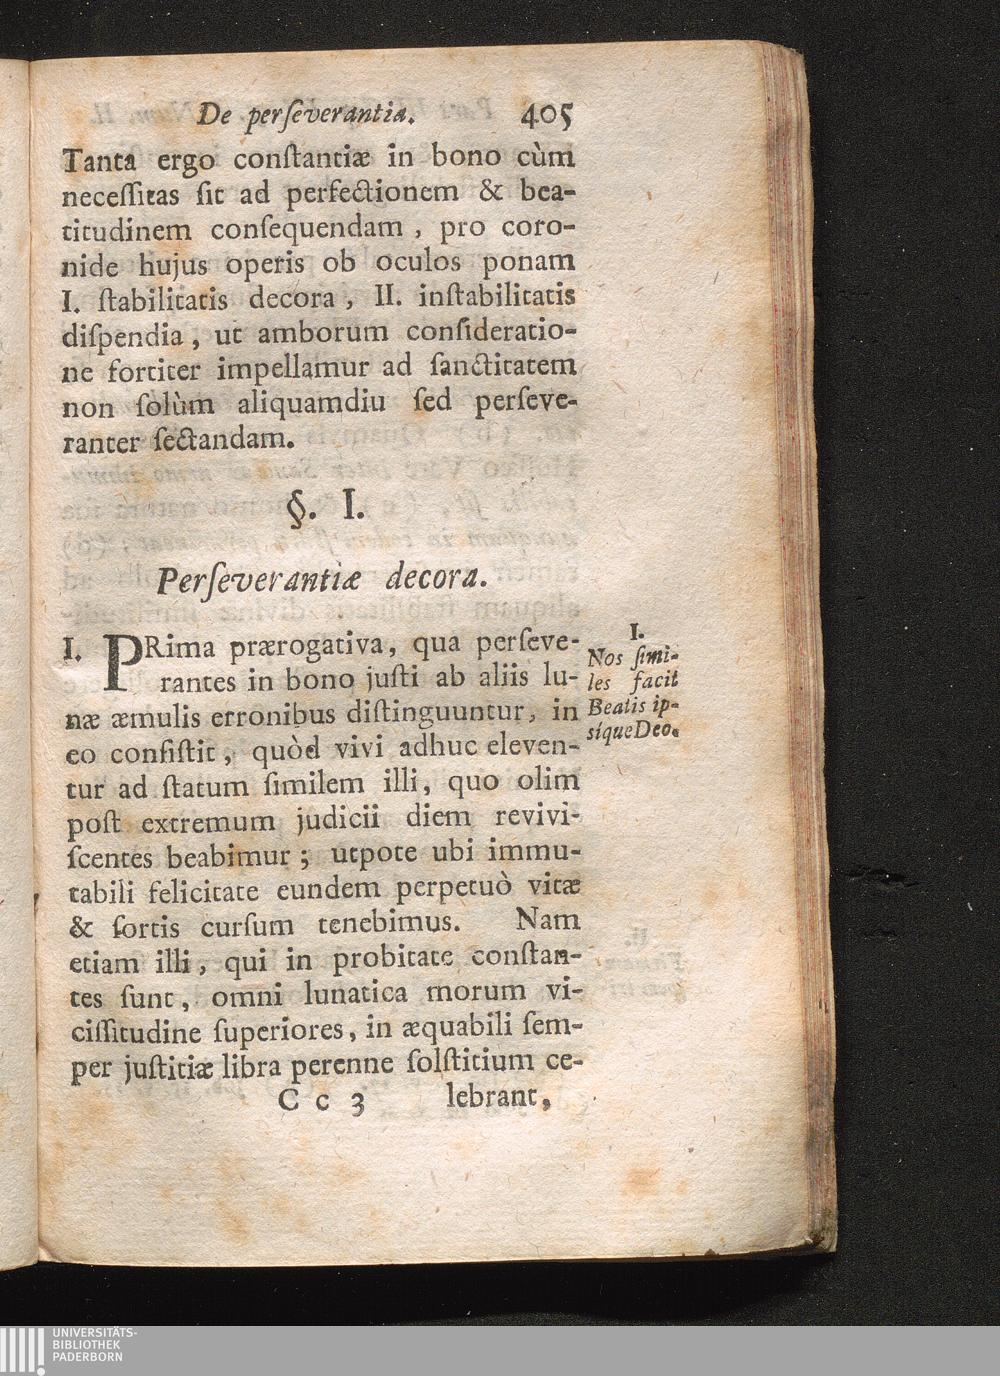 De perſeverantia. 405
Tanta ergo conſtantiæ in bono cùm
neceſſitas ſit ad perfectionem & bea-
titudinem conſequendam, pro coro-
nide hujus operis ob oculos ponam
I. ſtabilitatis decora, II. inſtabilitatis
diſpendia, ut amborum conſideratio-
ne fortiter impellamur ad ſanctitatem
non ſolùm aliquamdiu ſed perſeve-
ranter ſectandam.
§. I.
Perſeverantiæ decora.
I. PRima prærogativa, qua perſeve-
rantes in bono juſti ab aliis lu-
næ æmulis erronibus diſtinguuntur, in
eo conſiſtit, quòd vivi adhuc eleven-
tur ad ſtatum ſimilem illi, quo olim
poſt extremum judicii diem revivi-
ſcentes beabimur; utpote ubi immu-
tabili felicitate eundem perpetuò vitæ
& ſortis curſum tenebimus. Nam
etiam illi, qui in probitate conſtan-
tes ſunt, omni lunatica morum vi-
ciſſitudine ſuperiores, in æquabili ſem-
per juſtitiæ libra perenne ſolſtitium ce-
C c 3 lebrant,
I.
Nos ſimi-
les facit
Beatis ip-
sique Deo.
UNIVERSITÄTS-
BIBLIOTHEK
PADERBORN